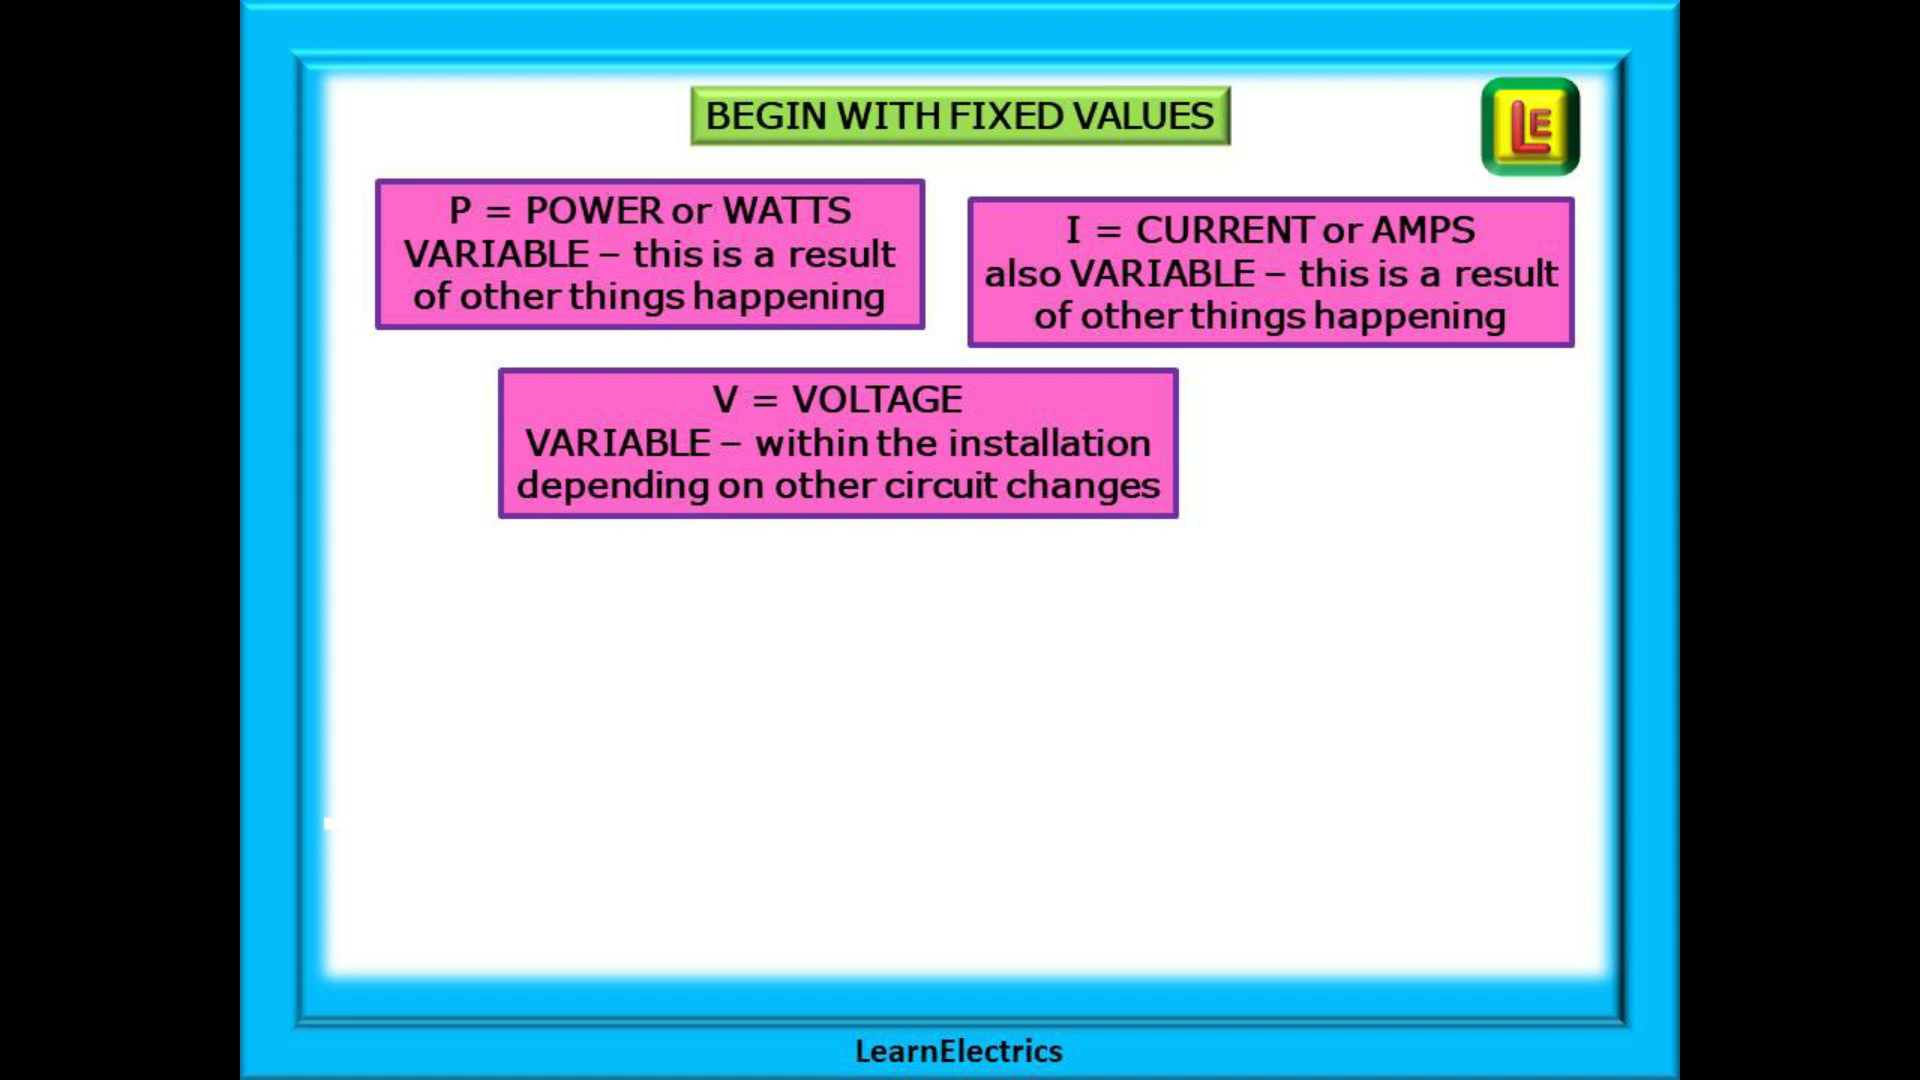 BEGIN WITH FIXED VALUES
LE
P = POWER or WATTS
VARIABLE – this is a result
of other things happening
I = CURRENT or AMPS
also VARIABLE – this is a result
of other things happening
V = VOLTAGE
VARIABLE – within the installation
depending on other circuit changes
LearnElectrics